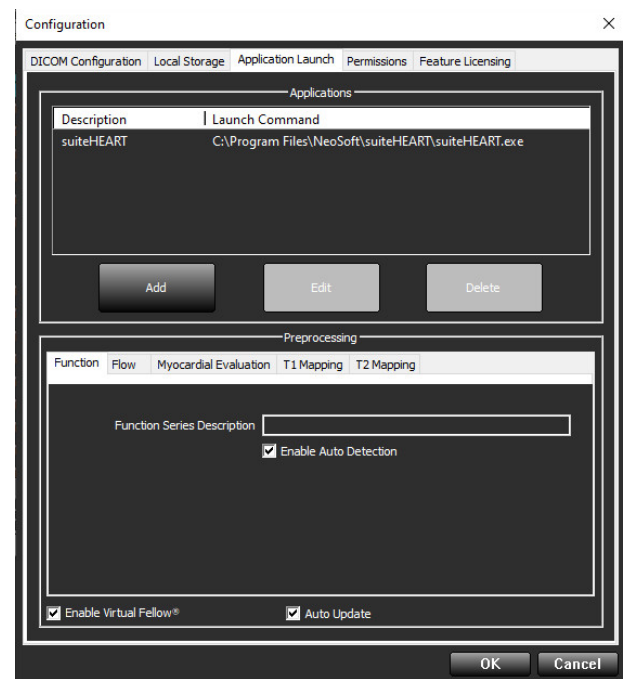 Configuration
DICOM Configuration Local Storage Application Launch Permissions Feature Licensing
Applications
Description Launch Command
suiteHEART C:\Program Files\NeoSoft\suiteHEART\suiteHEART.exe
Add Edit Delete
Preprocessing
Function Flow Myocardial Evaluation T1 Mapping T2 Mapping
Function Series Description
Enable Auto Detection
Enable Virtual Fellow® Auto Update
OK Cancel